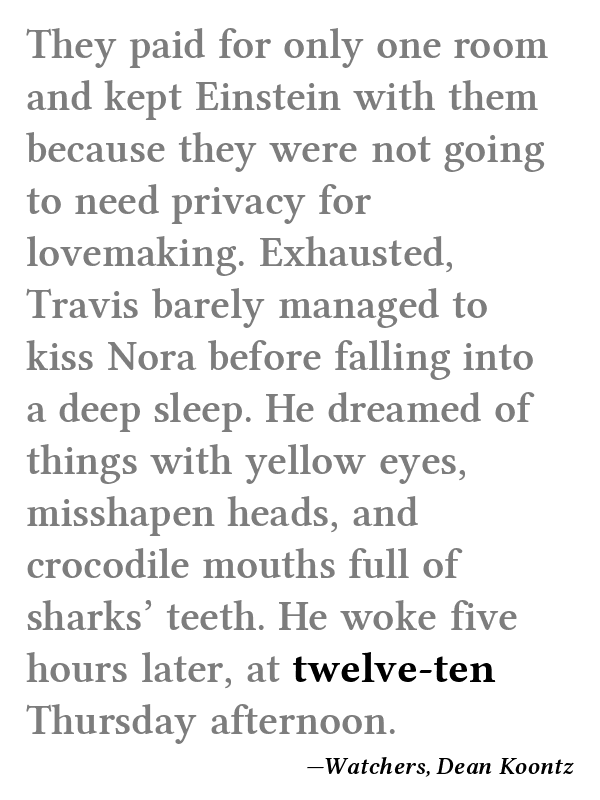 They paid for only one room
and kept Einstein with them
because they were not going
to need privacy for
lovemaking. Exhausted,
Travis barely managed to
kiss Nora before falling into
a deep sleep. He dreamed of
things with yellow eyes,
misshapen heads, and
crocodile mouths full of
sharks’ teeth. He woke five
hours later, at twelve-ten
Thursday afternoon.
—Watchers, Dean Koontz